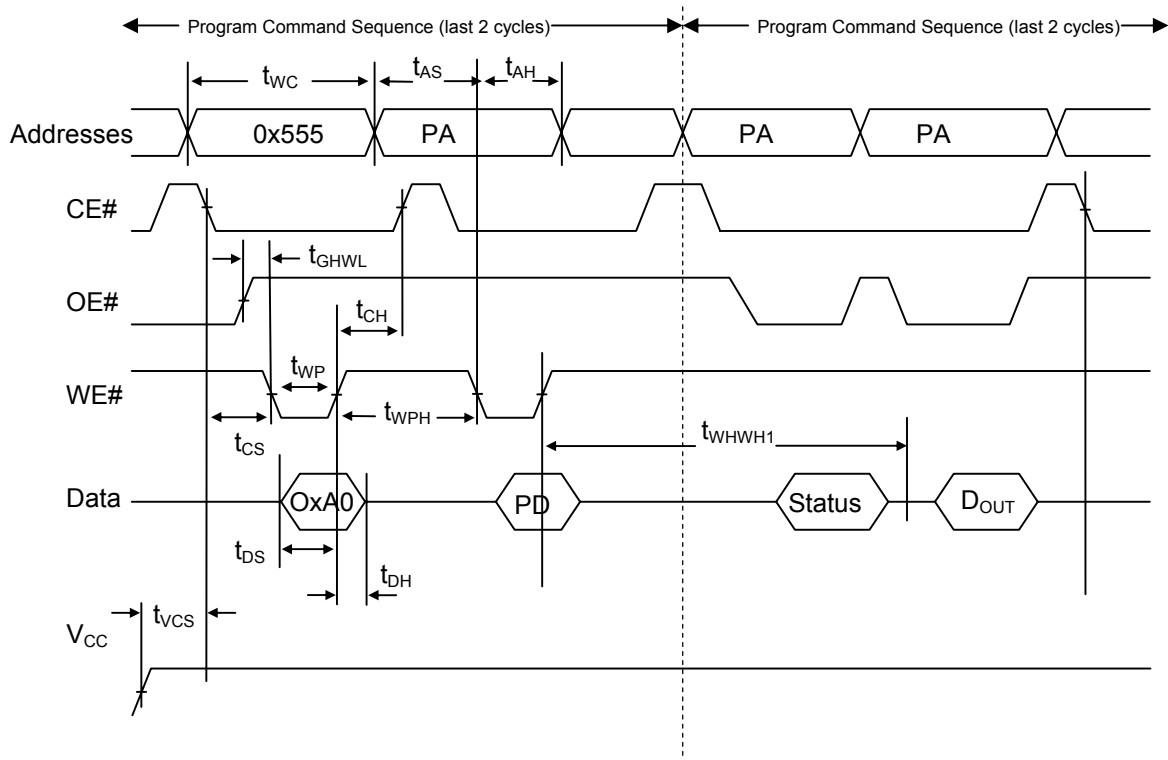 Program Command Sequence (last 2 cycles) Program Command Sequence (last 2 cycles)
tWC tAS tAH
Addresses 0x555 PA PA PA
CE#
tGHWL
OE#
tCH
tWP
WE#
tWPH
tWHWH1
tCS
Data OxA0 PD Status DOUT
tDS
tDH
tVCS
VCC